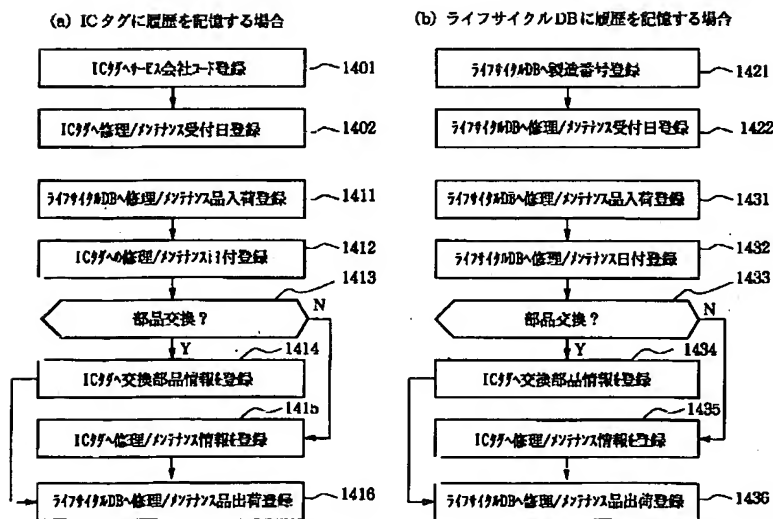 (a) ICタグに履歴を記憶する場合
ICタグへサービス会社コード登録
1401
ICタグへ修理/メンテナンス受付日登録
1402
ライフサイクルDBへ修理/メンテナンス品入荷登録
1411
ICタグへの修理/メンテナンス日付登録
1412
1413
部品交換?
N
Y
1414
ICタグへ交換部品情報を登録
1415
ICタグへ修理/メンテナンス情報を登録
ライフサイクルDBへ修理/メンテナンス品出荷登録
1416
(b) ライフサイクルDBに履歴を記憶する場合
ライフサイクルDBへ製造番号登録
1421
ライフサイクルDBへ修理/メンテナンス受付日登録
1422
ライフサイクルDBへ修理/メンテナンス品入荷登録
1431
ライフサイクルDBへ修理/メンテナンス日付登録
1432
1433
部品交換?
N
Y
1434
ICタグへ交換部品情報を登録
1435
ICタグへ修理/メンテナンス情報を登録
ライフサイクルDBへ修理/メンテナンス品出荷登録
1436